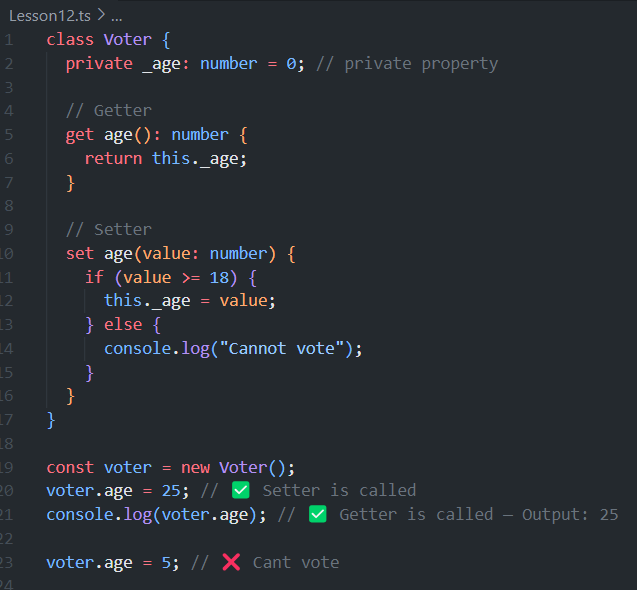 Lesson12.ts > ...
1 class Voter {
2   private _age: number = 0; // private property
3
4   // Getter
5   get age(): number {
6     return this._age;
7   }
8
9   // Setter
10   set age(value: number) {
11     if (value >= 18) {
12       this._age = value;
13     } else {
14       console.log("Cannot vote");
15     }
16   }
17 }
18
19 const voter = new Voter();
20 voter.age = 25; // ✅ Setter is called
21 console.log(voter.age); // ✅ Getter is called — Output: 25
22
23 voter.age = 5; // ❌ Cant vote
24